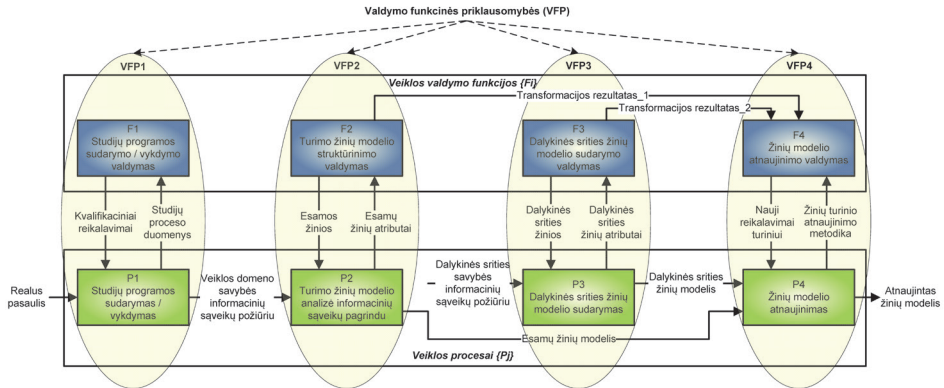 Valdymo funkcinės priklausomybės (VFP)
VFP1
VFP2
VFP3
VFP4
Veiklos valdymo funkcijos {Fi}
Transformacijos rezultatas_1
Transformacijos rezultatas_2
F1
Studijų programos
sudarymo / vykdymo
valdymas
F2
Turimo žinių modelio
struktūrinimo
valdymas
F3
Dalykinės srities žinių
modelio sudarymo
valdymas
F4
Žinių modelio
atnaujinimo valdymas
Kvalifikaciniai
reikalavimai
Studijų
proceso
duomenys
Esamos
žinios
Esamų
žinių atributai
Dalykinės
srities
žinios
Dalykinės
srities
žinių atributai
Nauji
reikalavimai
turiniui
Žinių turinio
atnaujinimo
metodika
Realus
pasaulis
P1
Studijų programos
sudarymas /
vykdymas
Veiklos domeno
savybės
informacinių
sąveikų požiūriu
P2
Turimo žinių modelio
analizė informacinių
sąveikų pagrindu
Dalykinės srities
savybės
informacinių
sąveikų požiūriu
P3
Dalykinės srities žinių
modelio sudarymas
Dalykinės srities
žinių modelis
P4
Žinių modelio
atnaujinimas
Atnaujintas
žinių modelis
Esamų žinių modelis
Veiklos procesai {Pj}